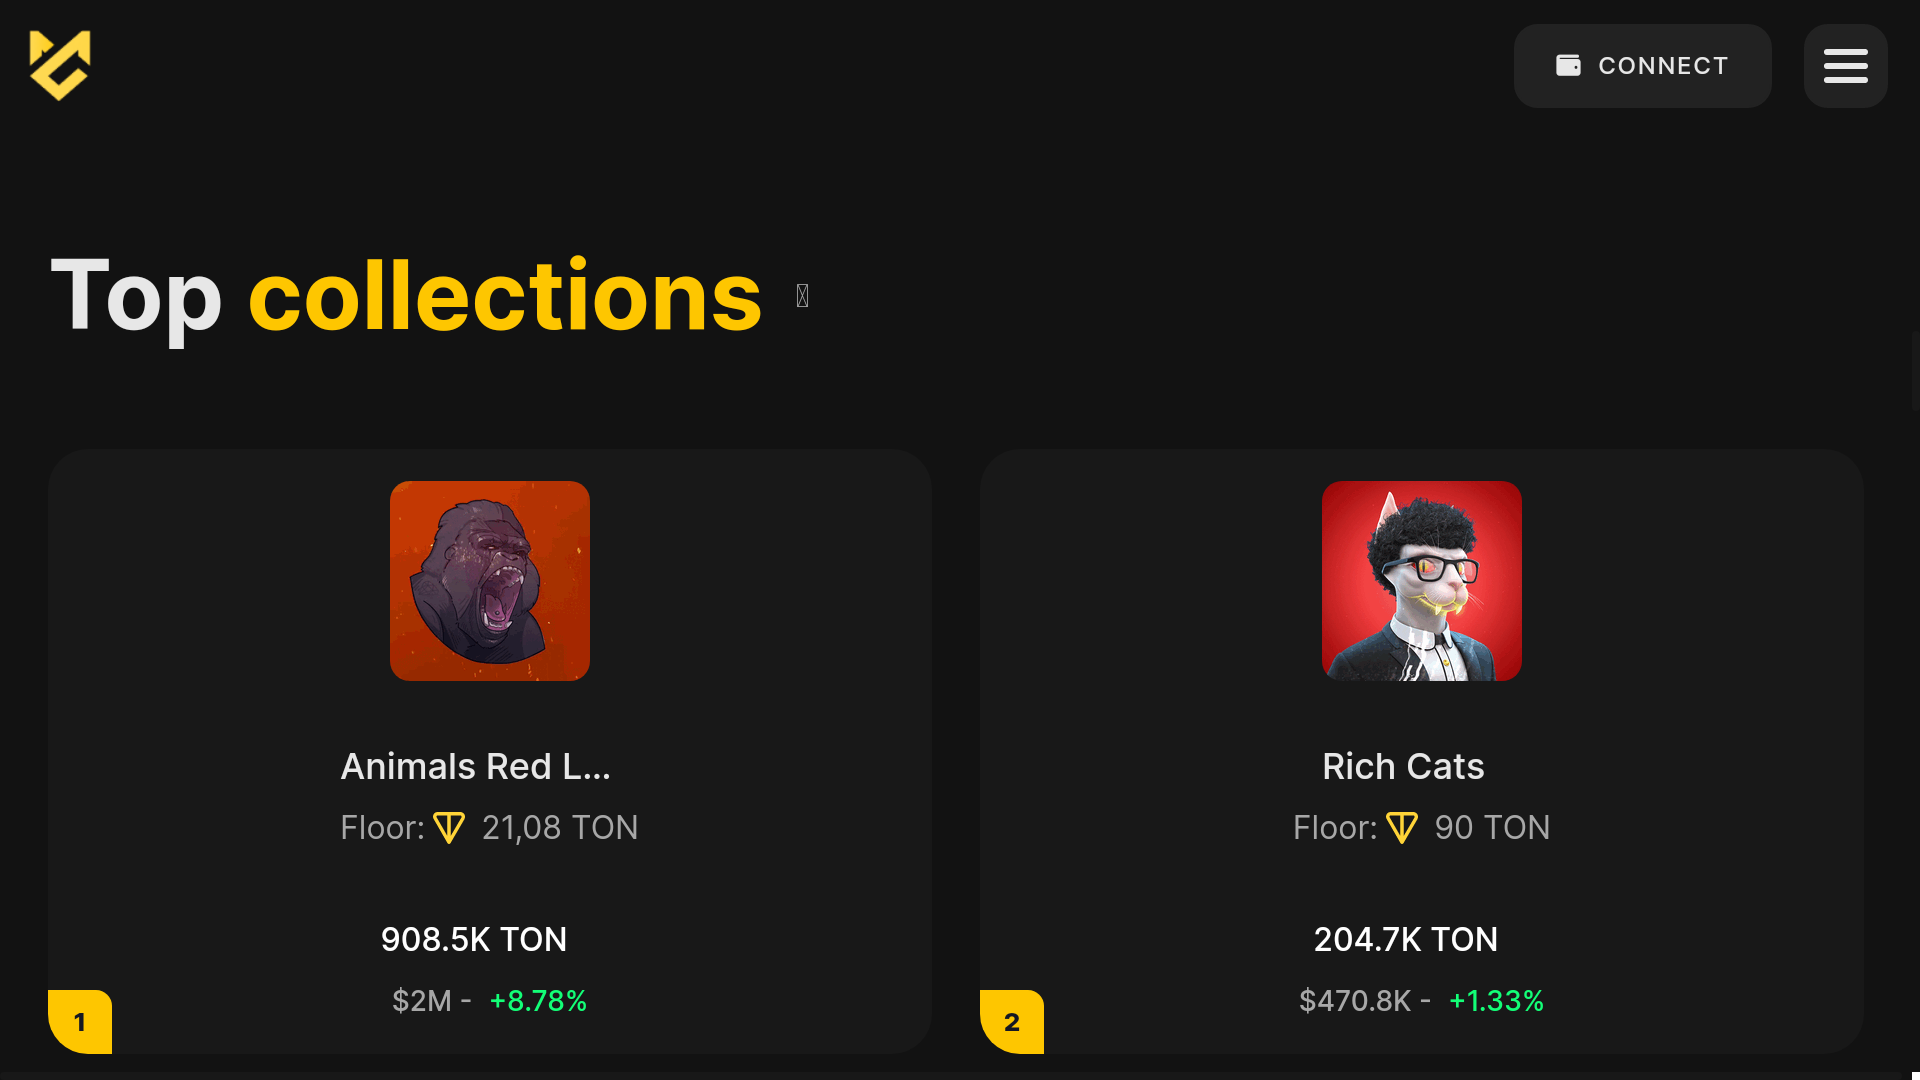 CONNECT
Top collections
Animals Red L...
Floor: 21,08 TON
908.5K TON
$2M - +8.78%
1
Rich Cats
Floor: 90 TON
204.7K TON
$470.8K - +1.33%
2